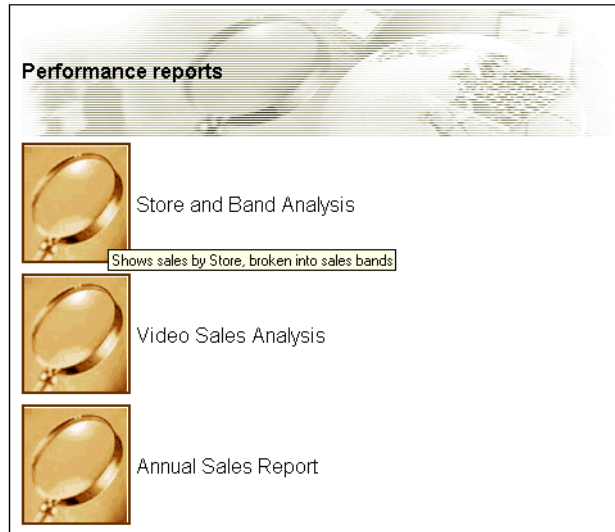 Performance reports
Store and Band Analysis
Shows sales by Store, broken into sales bands
Video Sales Analysis
Annual Sales Report